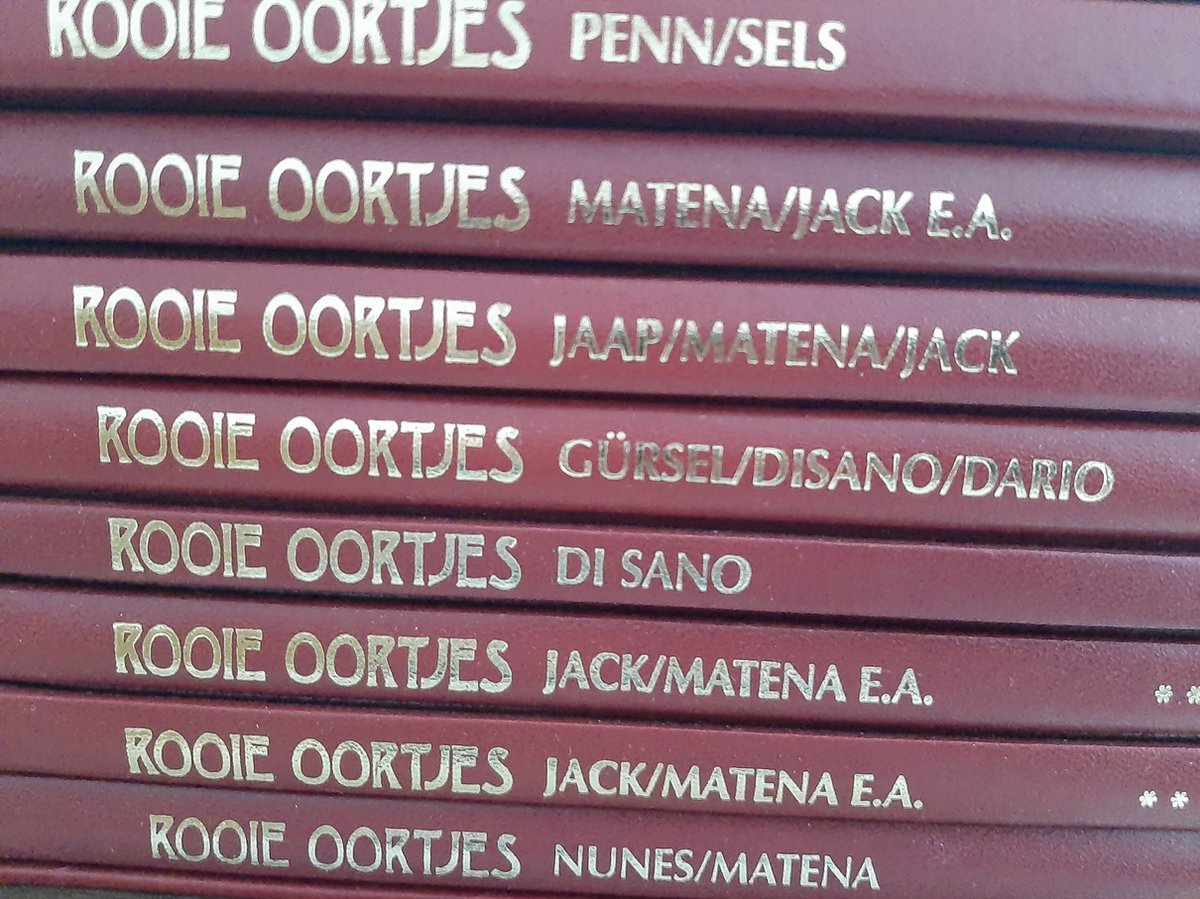 ROOIE OORTJES PENN/SELS
ROOIE OORTJES MATENA/JACK E.A.
ROOIE OORTJES JAAP/MATENA/JACK
ROOIE OORTJES GÜRSEL/DISANO/DARIO
ROOIE OORTJES DI SANO
ROOIE OORTJES JACK/MATENA E.A. * *
ROOIE OORTJES JACK/MATENA E.A. * *
ROOIE OORTJES NUNES/MATENA